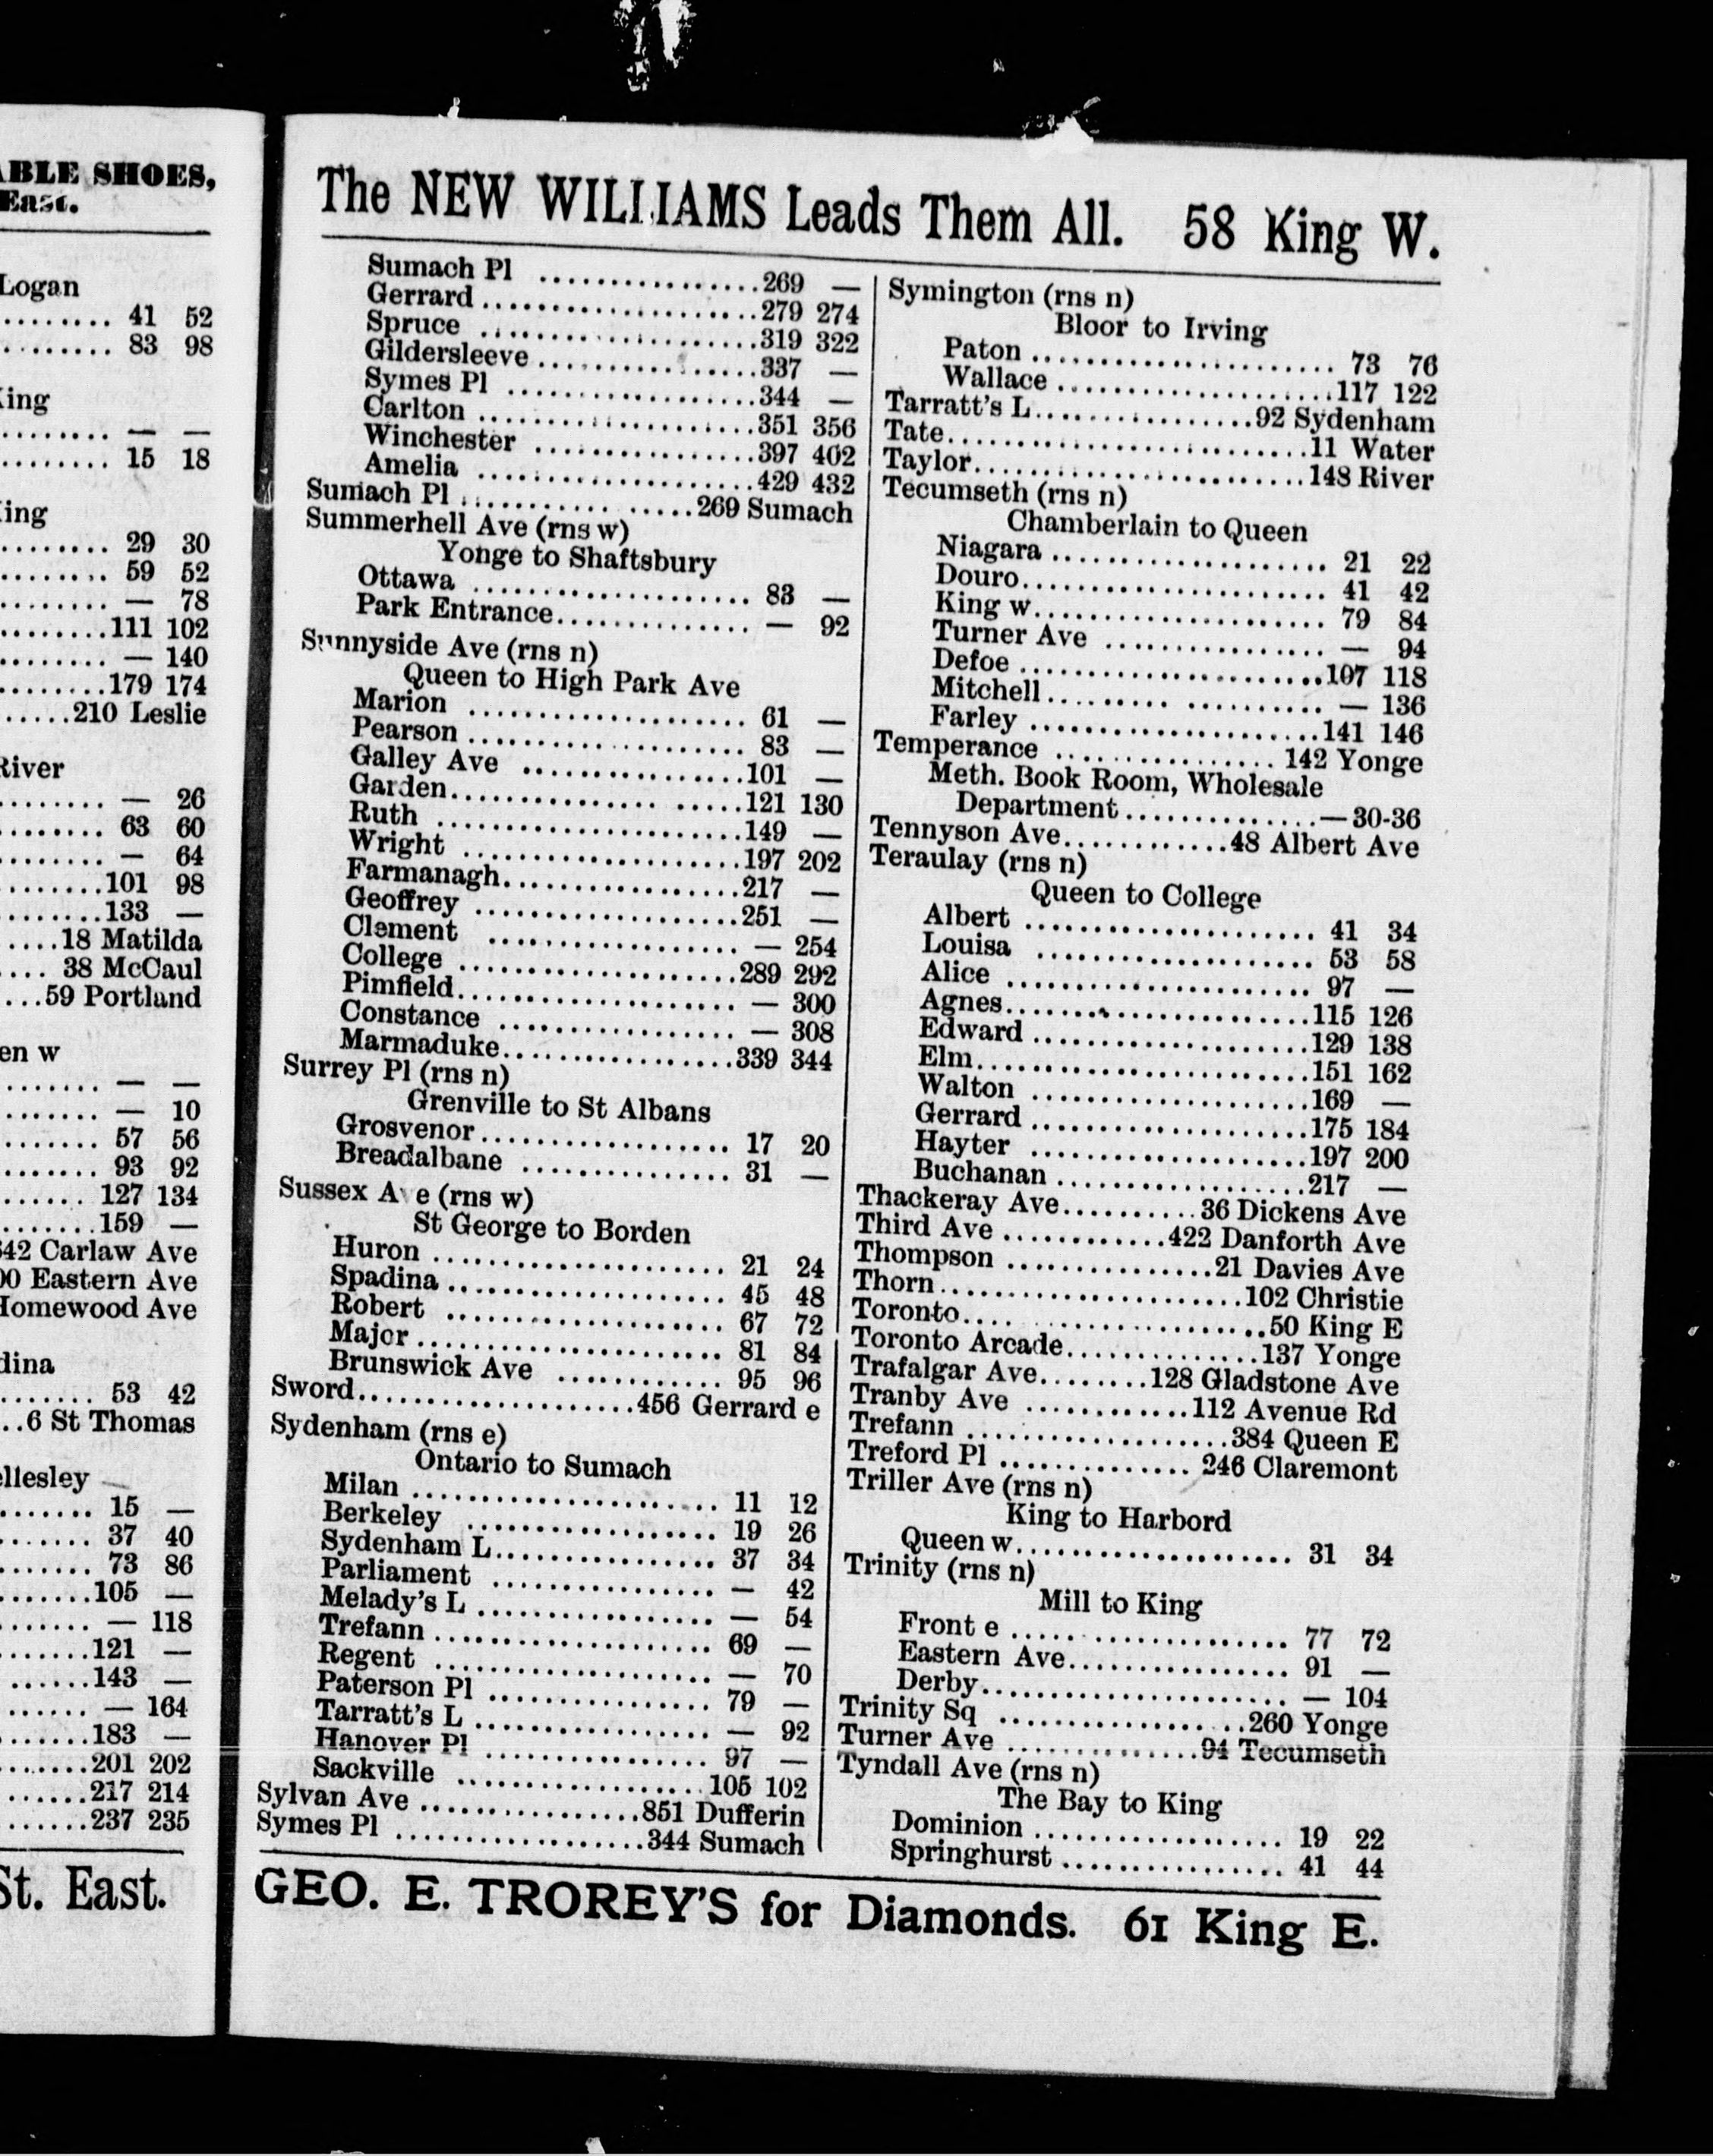 ABLE SHOES,
East.
Logan
........ 41 52
........ 83 98
King
........ — —
........ 15 18
King
........ 29 30
........ 59 52
........ — 78
........111 102
........ — 140
........179 174
......210 Leslie
River
........ — 26
........ 63 60
........ — 64
........101 98
........133 —
....18 Matilda
.... 38 McCaul
...59 Portland
en w
....... — —
....... — 10
........ 57 56
........ 93 92
....... 127 134
.......159 —
642 Carlaw Ave
00 Eastern Ave
Homewood Ave
dina
........ 53 42
..6 St Thomas
ellesley
........ 15 —
........ 37 40
........ 73 86
........105 —
........ — 118
........121 —
........143 —
....... — 164
........183 —
........201 202
.......217 214
.......237 235
St. East.
The NEW WILLIAMS Leads Them All. 58 King W.
Sumach Pl ................269 —
Gerrard....................279 274
Spruce ....................319 322
Gildersleeve................337 —
Symes Pl ..................344 —
Carlton ....................351 356
Winchester ................397 402
Amelia ....................429 432
Sumach Pl .................269 Sumach
Summerhell Ave (rns w)
Yonge to Shaftsbury
Ottawa .................... 83 —
Park Entrance.............. — 92
Sunnyside Ave (rns n)
Queen to High Park Ave
Marion .................... 61 —
Pearson .................... 83 —
Galley Ave ................101 —
Garden.....................121 130
Ruth ......................149 —
Wright ....................197 202
Farmanagh.................217 —
Geoffrey ...................251 —
Clement .................. — 254
College ....................289 292
Pimfield.................... — 300
Constance ................. — 308
Marmaduke.................339 344
Surrey Pl (rns n)
Grenville to St Albans
Grosvenor.................. 17 20
Breadalbane ............... 31 —
Sussex Ave (rns w)
St George to Borden
Huron ..................... 21 24
Spadina .................... 45 48
Robert .................... 67 72
Major ...................... 81 84
Brunswick Ave ............ 95 96
Sword.....................456 Gerrard e
Sydenham (rns e)
Ontario to Sumach
Milan ...................... 11 12
Berkeley .................. 19 26
Sydenham L................ 37 34
Parliament ................ — 42
Melady's L ................. — 54
Trefann .................... 69 —
Regent .................... — 70
Paterson Pl ................ 79 —
Tarratt's L ................. — 92
Hanover Pl ................ 97 —
Sackville ..................105 102
Sylvan Ave ................851 Dufferin
Symes Pl ..................344 Sumach
Symington (rns n)
Bloor to Irving
Paton ...................... 73 76
Wallace ....................117 122
Tarratt's L................92 Sydenham
Tate..........................11 Water
Taylor........................148 River
Tecumseth (rns n)
Chamberlain to Queen
Niagara .................... 21 22
Douro...................... 41 42
King w..................... 79 84
Turner Ave ................ — 94
Defoe ......................107 118
Mitchell.................... — 136
Farley .....................141 146
Temperance ................ 142 Yonge
Meth. Book Room, Wholesale
Department...............—30-36
Tennyson Ave............48 Albert Ave
Teraulay (rns n)
Queen to College
Albert ..................... 41 34
Louisa .................... 53 58
Alice ...................... 97 —
Agnes......................115 126
Edward ....................129 138
Elm........................151 162
Walton ....................169 —
Gerrard ....................175 184
Hayter ....................197 200
Buchanan ..................217 —
Thackeray Ave..........36 Dickens Ave
Third Ave ............422 Danforth Ave
Thompson ...............21 Davies Ave
Thorn.......................102 Christie
Toronto.......................50 King E
Toronto Arcade..............137 Yonge
Trafalgar Ave........128 Gladstone Ave
Tranby Ave ............112 Avenue Rd
Trefann ...................384 Queen E
Treford Pl .............. 246 Claremont
Triller Ave (rns n)
King to Harbord
Queen w.................... 31 34
Trinity (rns n)
Mill to King
Front e .................... 77 72
Eastern Ave................ 91 —
Derby...................... — 104
Trinity Sq ..................260 Yonge
Turner Ave ..............94 Tecumseth
Tyndall Ave (rns n)
The Bay to King
Dominion .................. 19 22
Springhurst ................ 41 44
GEO. E. TROREY'S for Diamonds. 61 King E.